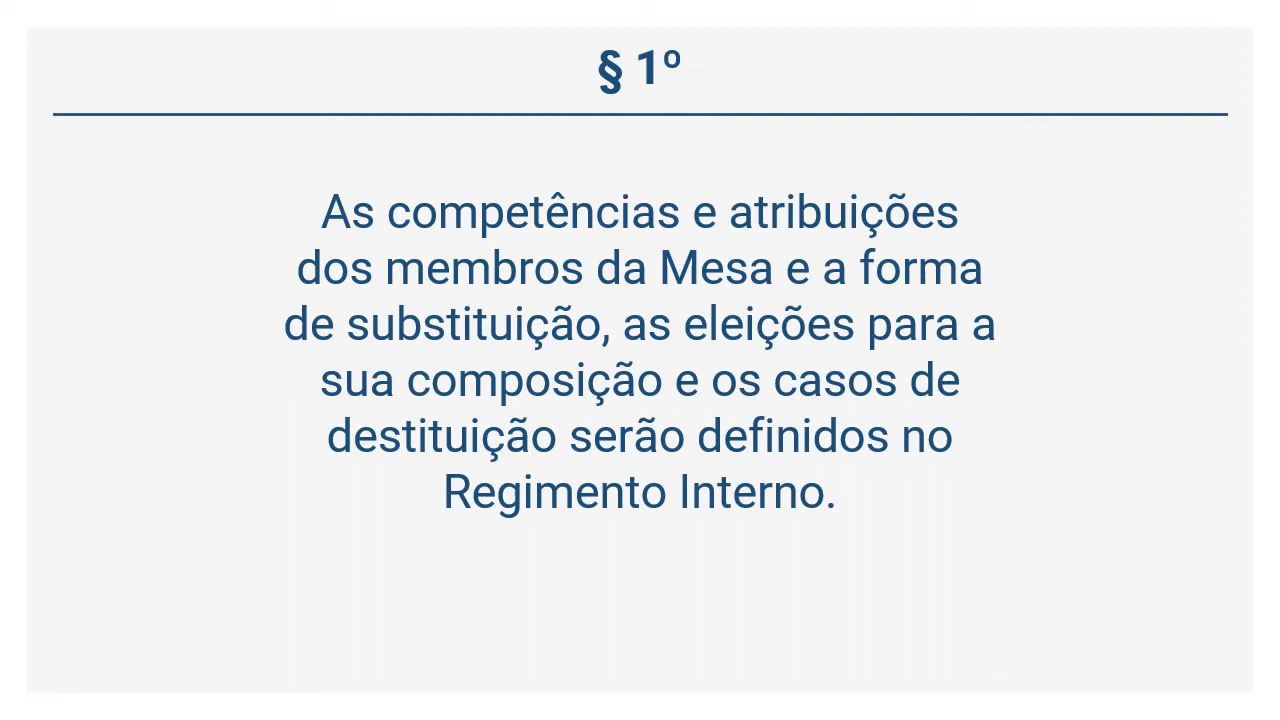 § 1º
As competências e atribuições
dos membros da Mesa e a forma
de substituição, as eleições para a
sua composição e os casos de
destituição serão definidos no
Regimento Interno.